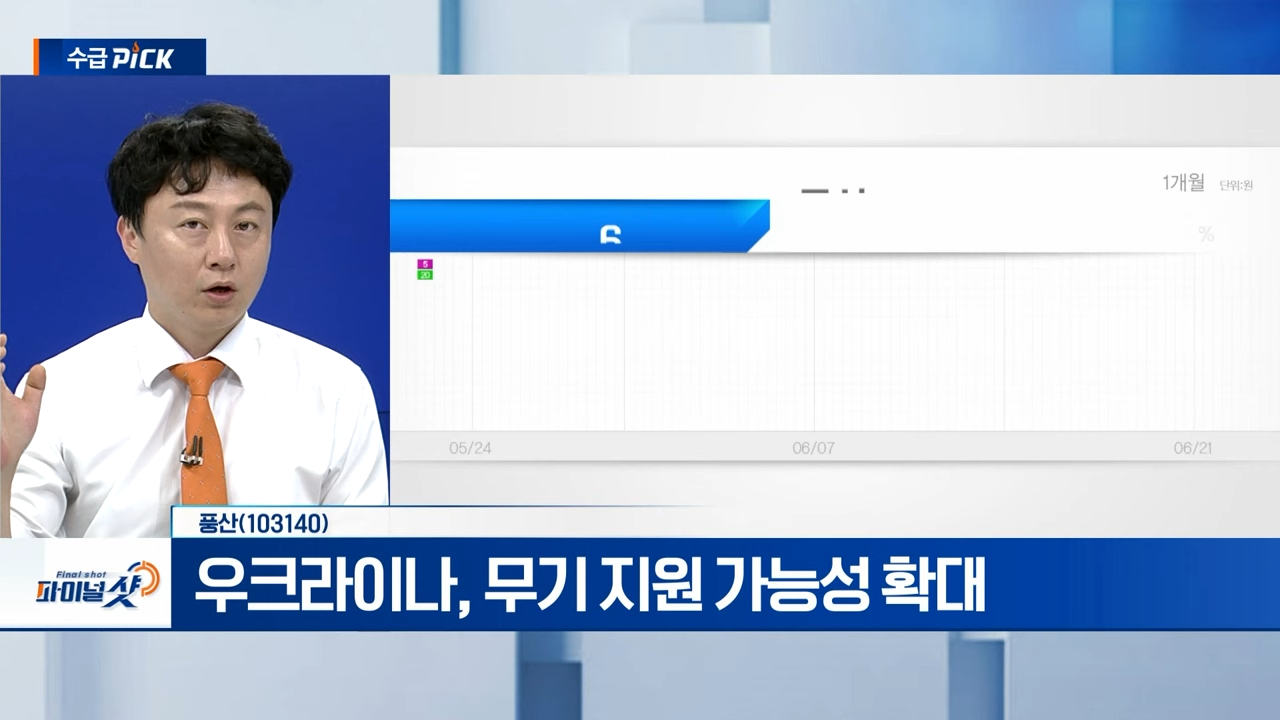 수급 PiCK
1개월 단위:원
%
5
20
05/24 06/07 06/21
풍산(103140)
Final shot
파이널샷
우크라이나, 무기 지원 가능성 확대